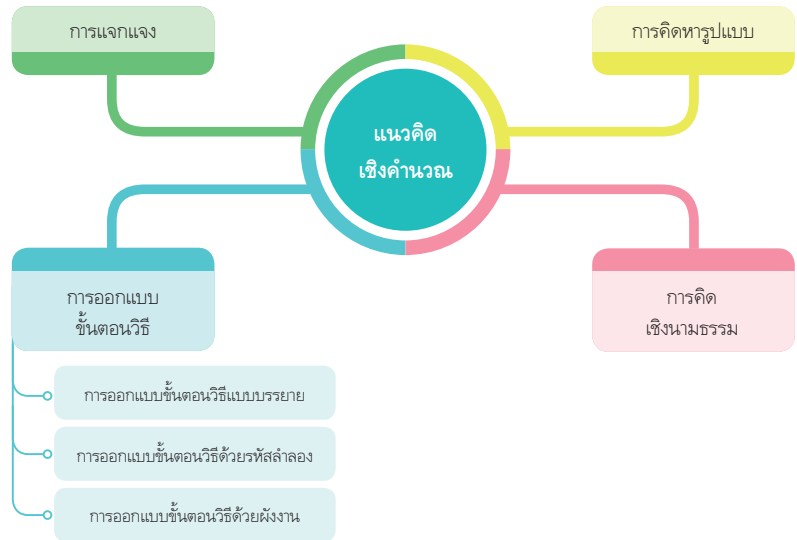 การแจกแจง
การคิดหารูปแบบ
แนวคิด
เชิงคำนวณ
การออกแบบ
ขั้นตอนวิธี
การคิด
เชิงนามธรรม
การออกแบบขั้นตอนวิธีแบบบรรยาย
การออกแบบขั้นตอนวิธีด้วยรหัสลำลอง
การออกแบบขั้นตอนวิธีด้วยผังงาน